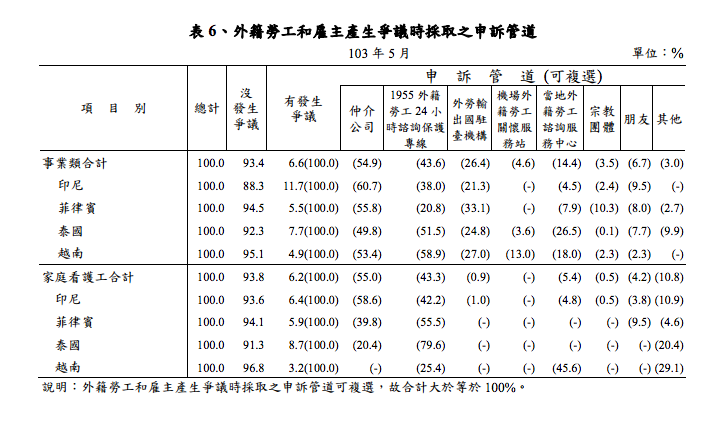 表 6、外籍勞工和雇主產生爭議時採取之申訴管道
103 年 5 月 單位：%
項 目 別 總計 沒發生爭議 有發生爭議 申 訴 管 道 (可複選)
仲介公司 1955 外籍勞工 24 小時諮詢保護專線 外勞輸出國駐臺機構 機場外籍勞工關懷服務站 當地外籍勞工諮詢服務中心 宗教團體 朋友 其他
事業類合計 100.0 93.4 6.6(100.0) (54.9) (43.6) (26.4) (4.6) (14.4) (3.5) (6.7) (3.0)
印尼 100.0 88.3 11.7(100.0) (60.7) (38.0) (21.3) (4.5) (2.4) (9.5) (-)
菲律賓 100.0 94.5 5.5(100.0) (55.8) (20.8) (33.1) (7.9) (10.3) (8.0) (2.7)
泰國 100.0 92.3 7.7(100.0) (49.8) (51.5) (24.8) (3.6) (26.5) (0.1) (7.7) (9.9)
越南 100.0 95.1 4.9(100.0) (53.4) (58.9) (27.0) (13.0) (18.0) (2.3) (2.3) (-)
家庭看護工合計 100.0 93.8 6.2(100.0) (55.0) (43.3) (0.9) (-) (5.4) (0.5) (4.2) (10.8)
印尼 100.0 93.6 6.4(100.0) (58.6) (42.2) (1.0) (-) (4.8) (0.5) (3.8) (10.9)
菲律賓 100.0 94.1 5.9(100.0) (39.8) (55.5) (-) (-) (-) (-) (9.5) (4.6)
泰國 100.0 91.3 8.7(100.0) (20.4) (79.6) (-) (-) (-) (-) (-) (20.4)
越南 100.0 96.8 3.2(100.0) (-) (25.4) (-) (-) (45.6) (-) (-) (29.1)
說明：外籍勞工和雇主產生爭議時採取之申訴管道可複選，故合計大於等於 100%。